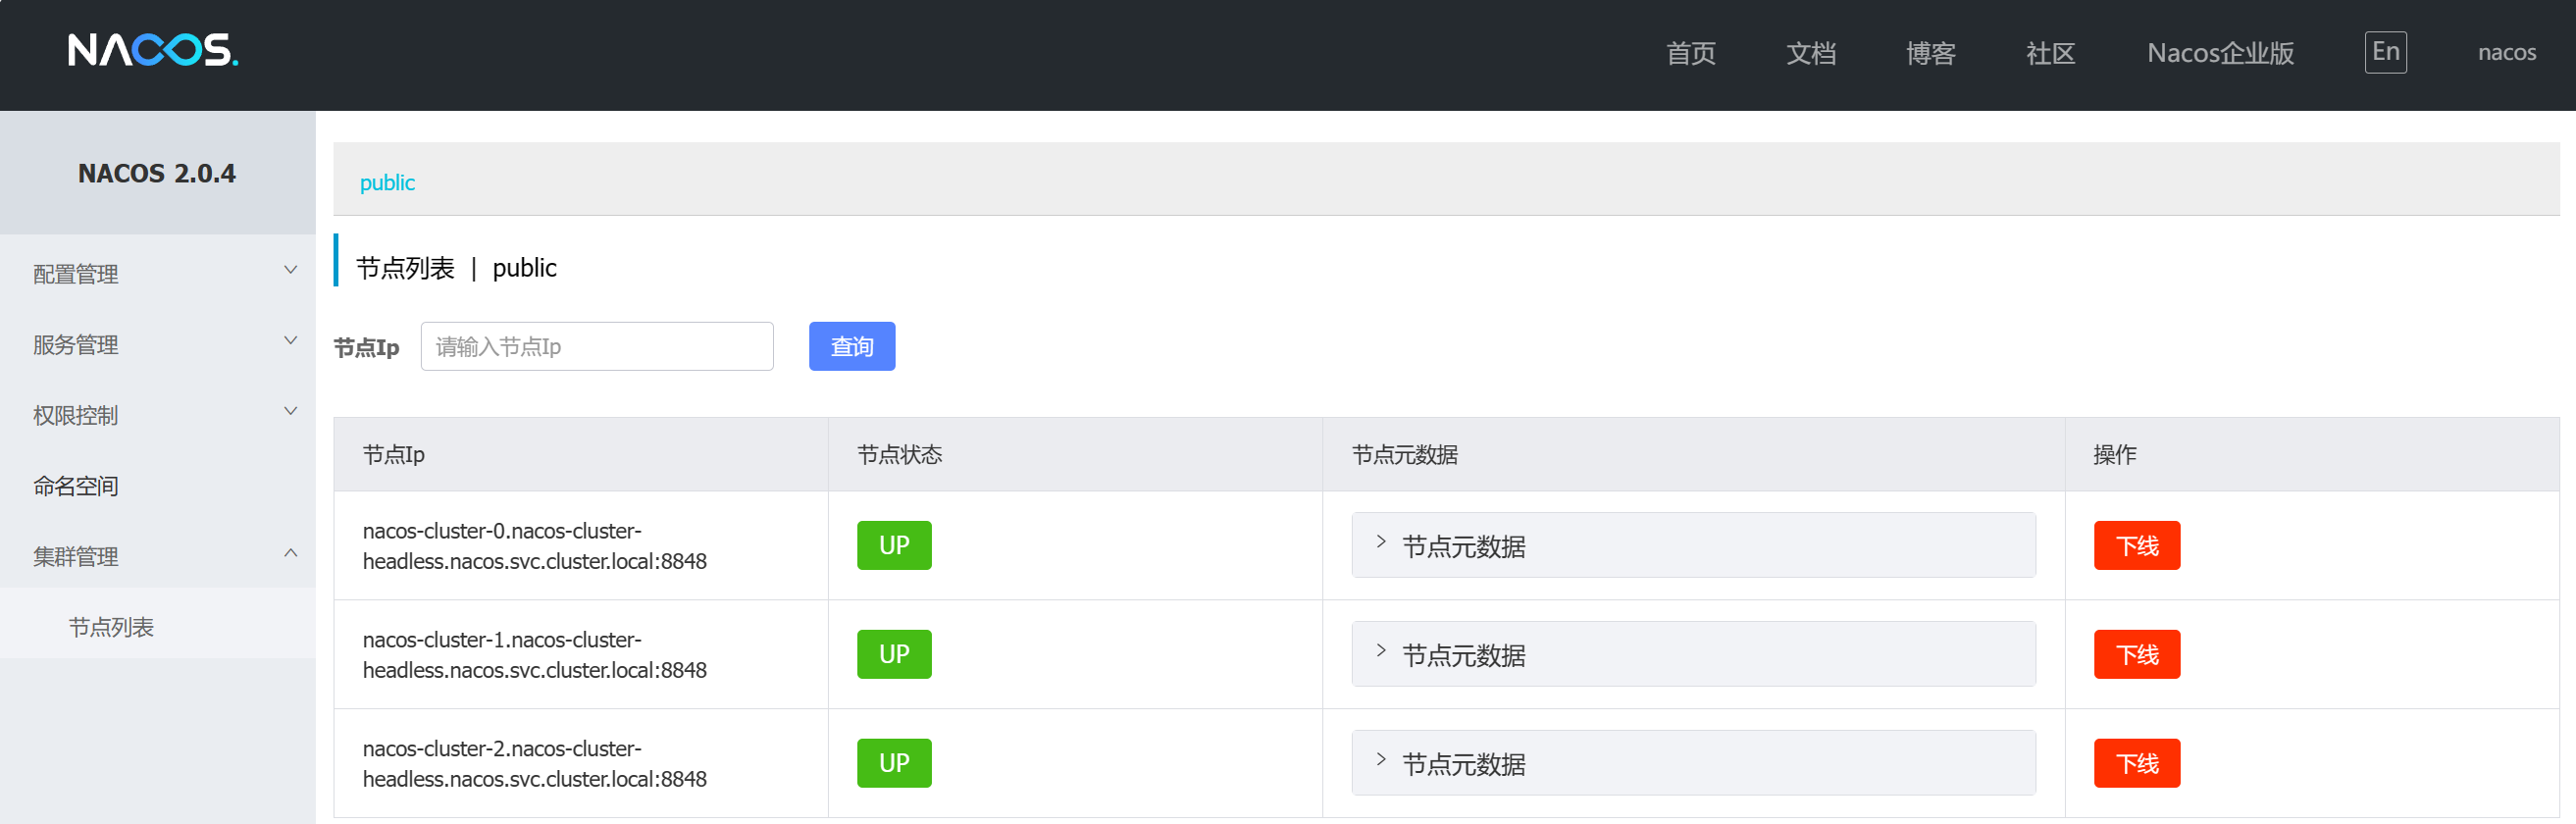 NACOS.
首页 文档 博客 社区 Nacos企业版 En nacos
NACOS 2.0.4
配置管理
服务管理
权限控制
命名空间
集群管理
节点列表
public
节点列表 | public
节点Ip 请输入节点Ip 查询
节点Ip 节点状态 节点元数据 操作
nacos-cluster-0.nacos-cluster-
headless.nacos.svc.cluster.local:8848
UP 节点元数据 下线
nacos-cluster-1.nacos-cluster-
headless.nacos.svc.cluster.local:8848
UP 节点元数据 下线
nacos-cluster-2.nacos-cluster-
headless.nacos.svc.cluster.local:8848
UP 节点元数据 下线